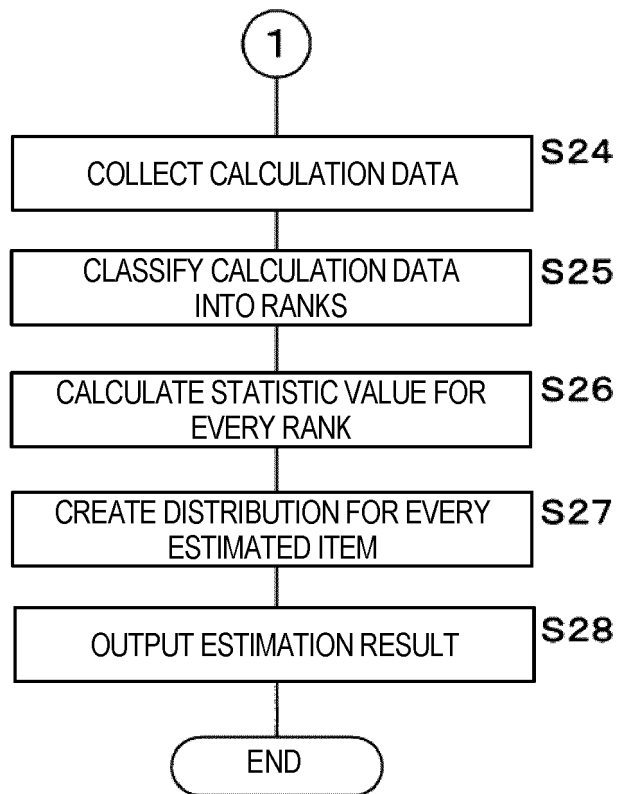 1
COLLECT CALCULATION DATA
S24
CLASSIFY CALCULATION DATA
INTO RANKS
S25
CALCULATE STATISTIC VALUE FOR
EVERY RANK
S26
CREATE DISTRIBUTION FOR EVERY
ESTIMATED ITEM
S27
OUTPUT ESTIMATION RESULT
S28
END